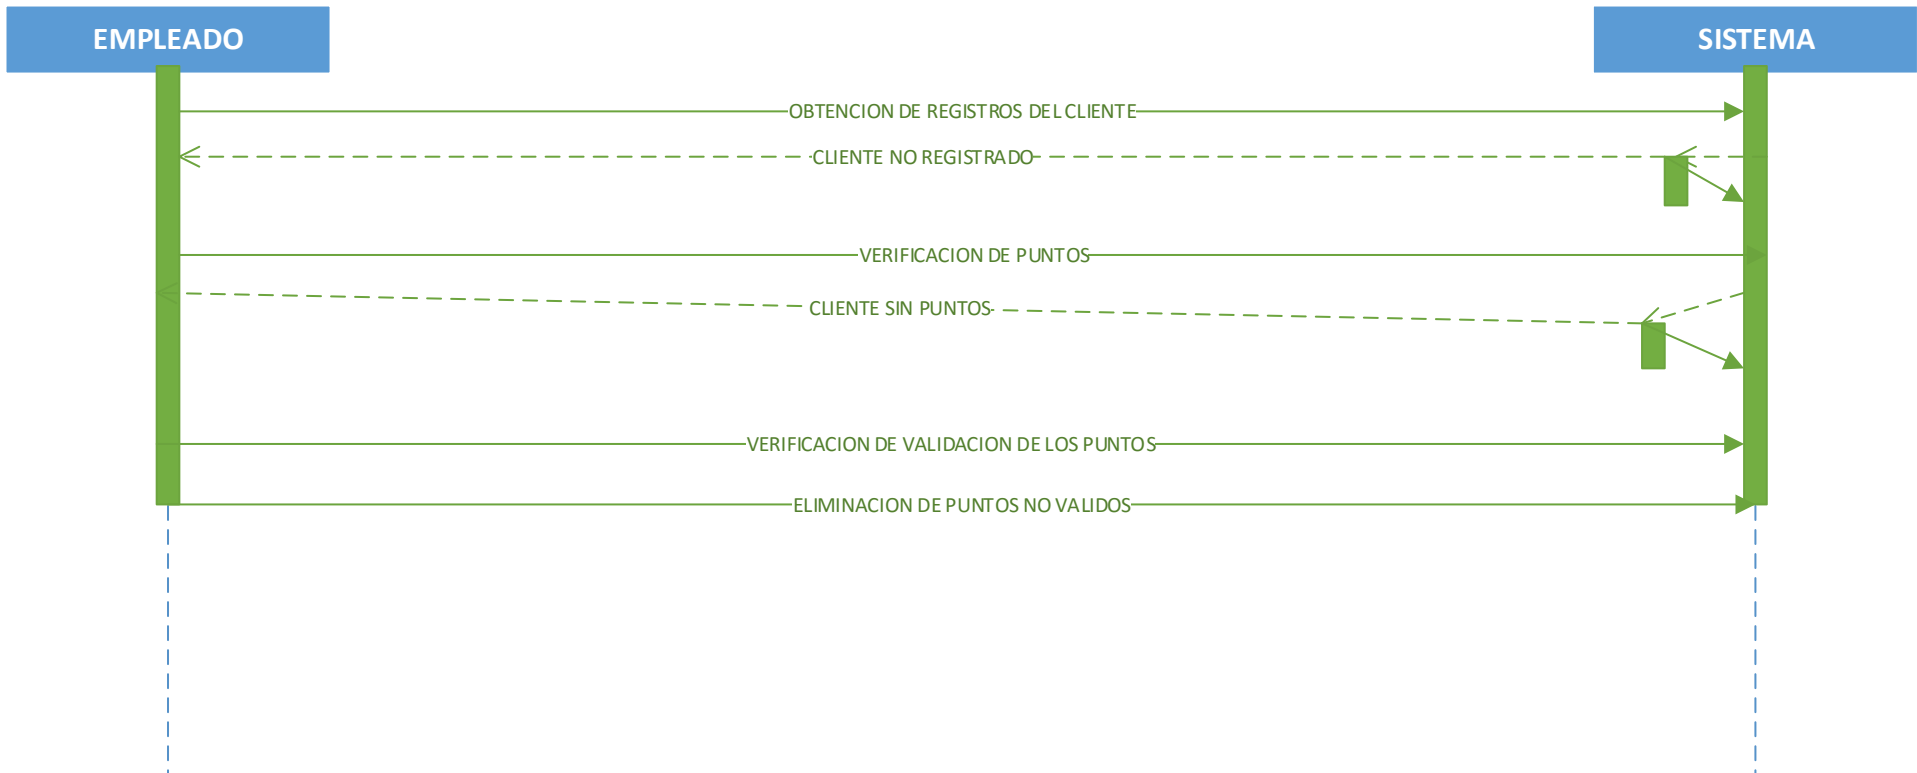 EMPLEADO
SISTEMA
OBTENCION DE REGISTROS DEL CLIENTE
CLIENTE NO REGISTRADO
VERIFICACION DE PUNTOS
CLIENTE SIN PUNTOS
VERIFICACION DE VALIDACION DE LOS PUNTOS
ELIMINACION DE PUNTOS NO VALIDOS